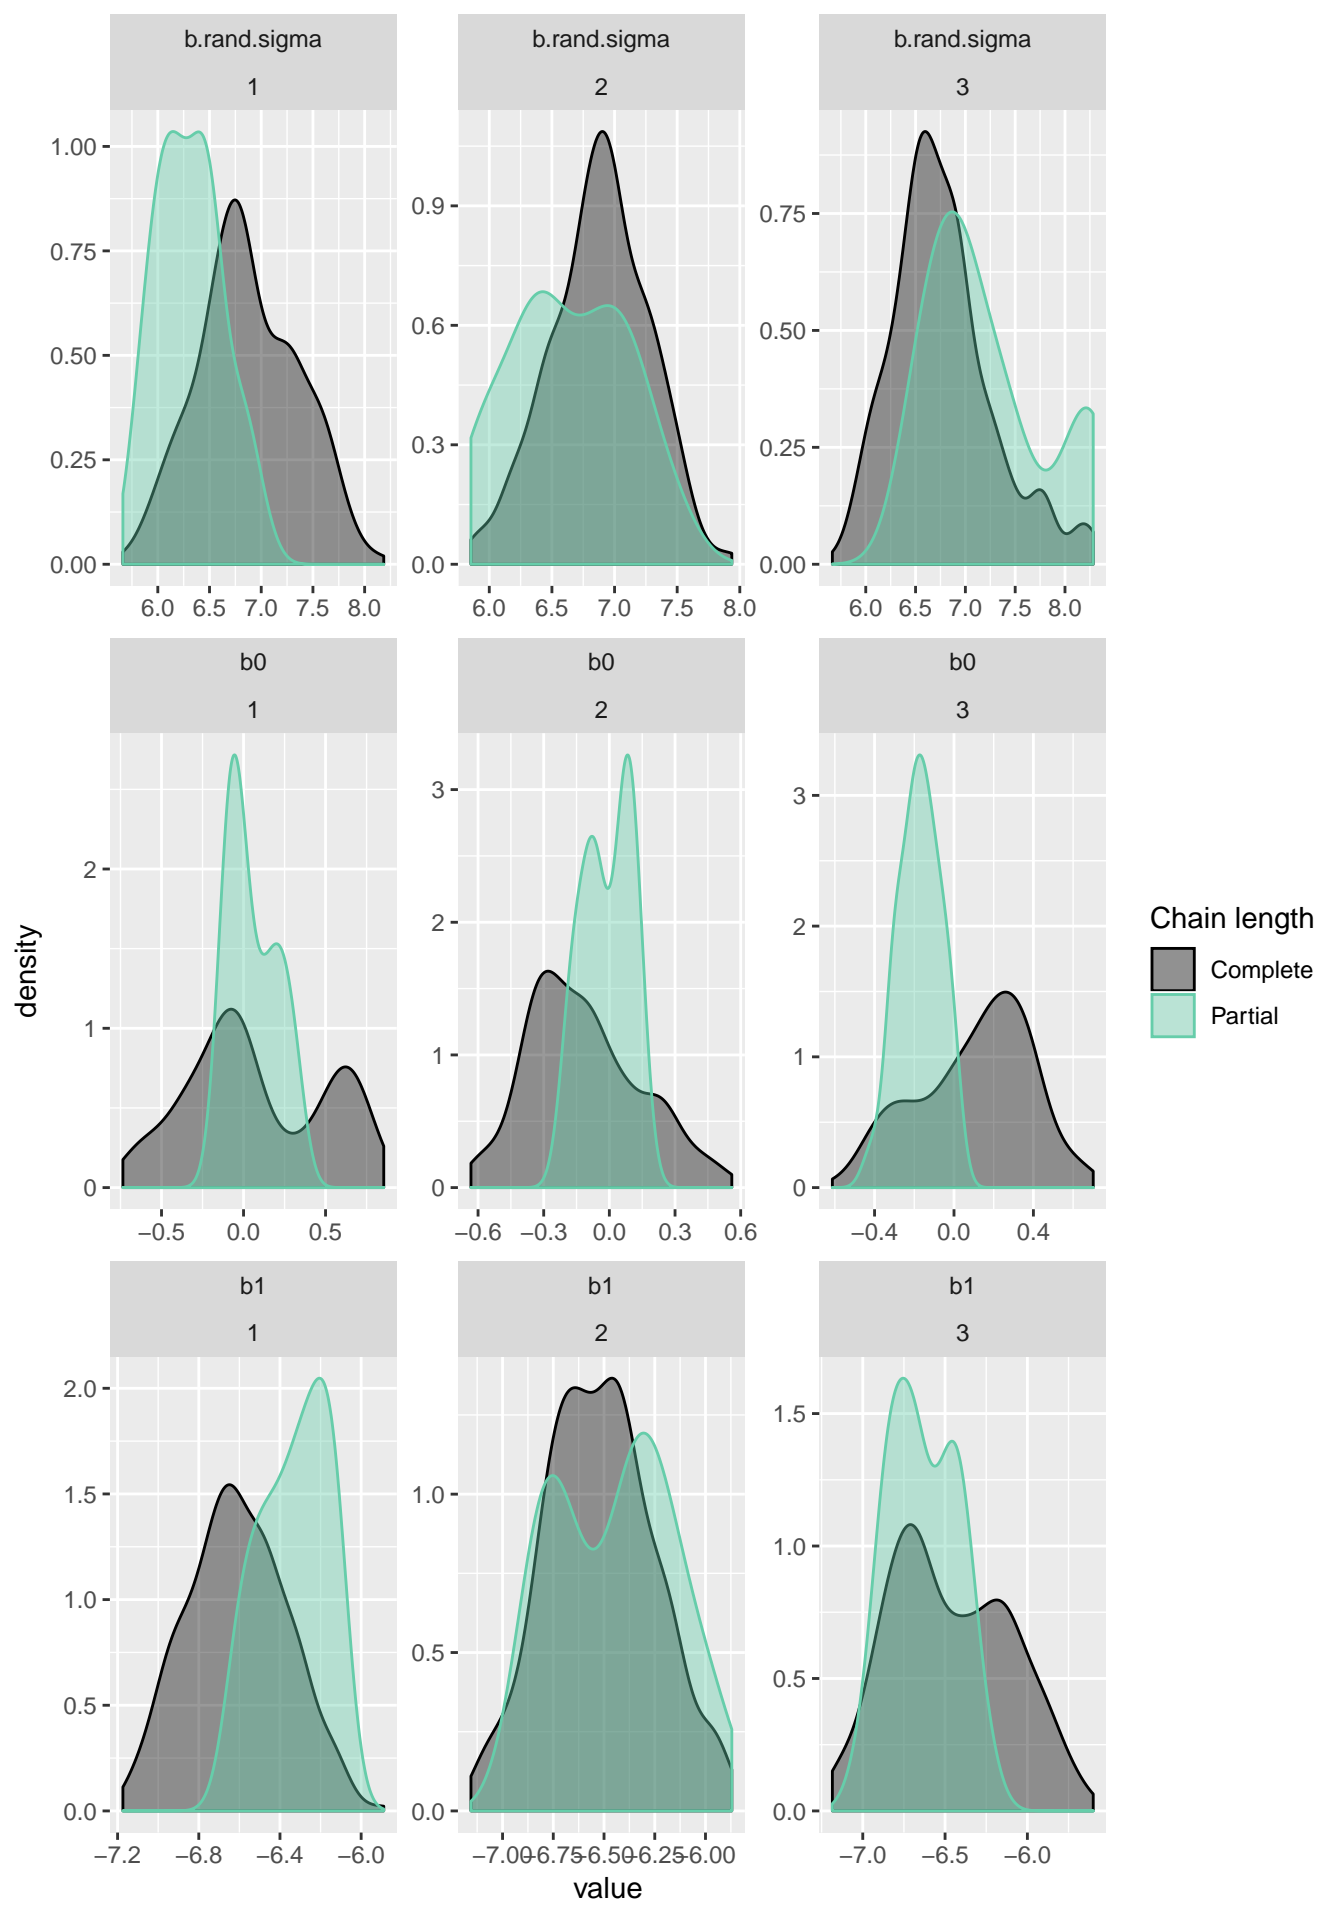 b.rand.sigma b.rand.sigma b.rand.sigma
1 2 3
1.00
0.75
0.50
0.25
0.00
0.9
0.6
0.3
0.0
0.75
0.50
0.25
0.00
6.0 6.5 7.0 7.5 8.0
6.0 6.5 7.0 7.5 8.0
6.0 6.5 7.0 7.5 8.0
b0 b0 b0
1 2 3
2
1
0
3
2
1
0
3
2
1
0
−0.5 0.0 0.5
−0.6 −0.3 0.0 0.3 0.6
−0.4 0.0 0.4
b1 b1 b1
1 2 3
2.0
1.5
1.0
0.5
0.0
1.0
0.5
0.0
1.5
1.0
0.5
0.0
−7.2 −6.8 −6.4 −6.0
−7.00 −6.75 −6.50 −6.25 −6.00
−7.0 −6.5 −6.0
value
density
Chain length
Complete
Partial